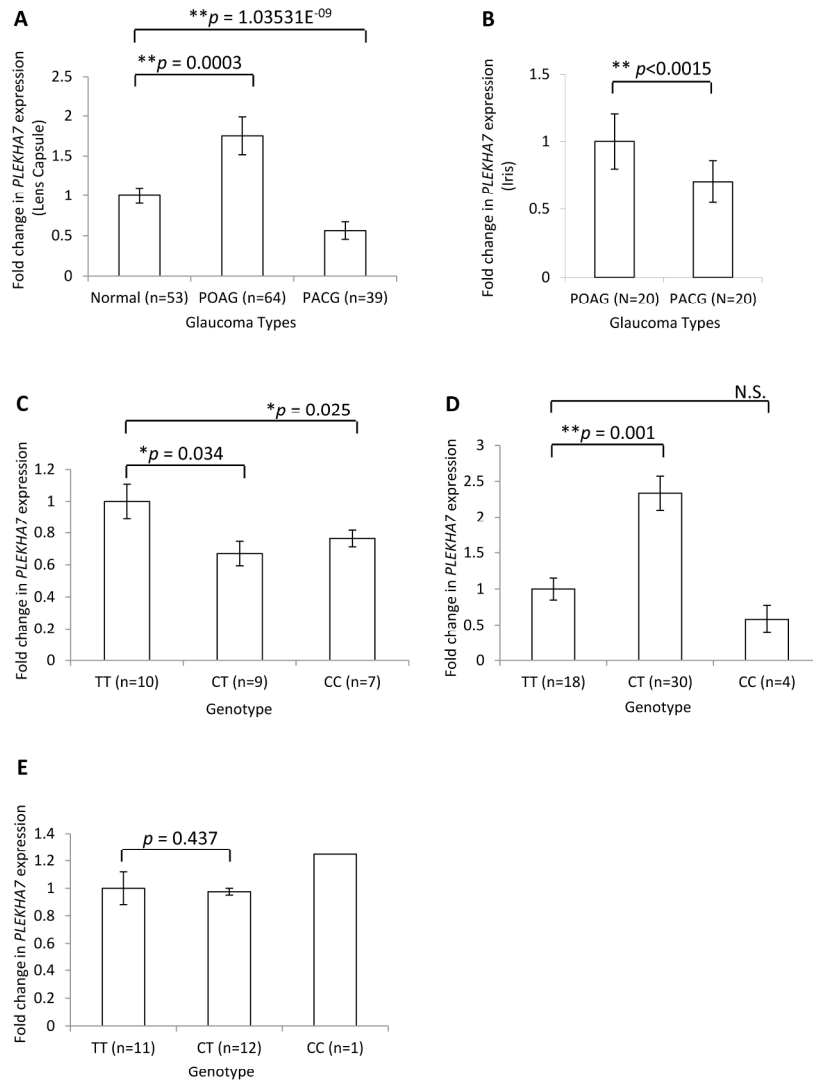 A
**p = 1.03531E-09
**p = 0.0003
Fold change in PLEKHA7 expression
(Lens Capsule)
2.5
2
1.5
1
0.5
0
Normal (n=53) POAG (n=64) PACG (n=39)
Glaucoma Types
B
** p<0.0015
Fold change in PLEKHA7 expression
(Iris)
1.5
1
0.5
0
POAG (N=20) PACG (N=20)
Glaucoma Types
C
*p = 0.025
*p = 0.034
Fold change in PLEKHA7 expression
1.2
1
0.8
0.6
0.4
0.2
0
TT (n=10) CT (n=9) CC (n=7)
Genotype
D
N.S.
**p = 0.001
Fold change in PLEKHA7 expression
3
2.5
2
1.5
1
0.5
0
TT (n=18) CT (n=30) CC (n=4)
Genotype
E
p = 0.437
Fold change in PLEKHA7 expression
1.4
1.2
1
0.8
0.6
0.4
0.2
0
TT (n=11) CT (n=12) CC (n=1)
Genotype